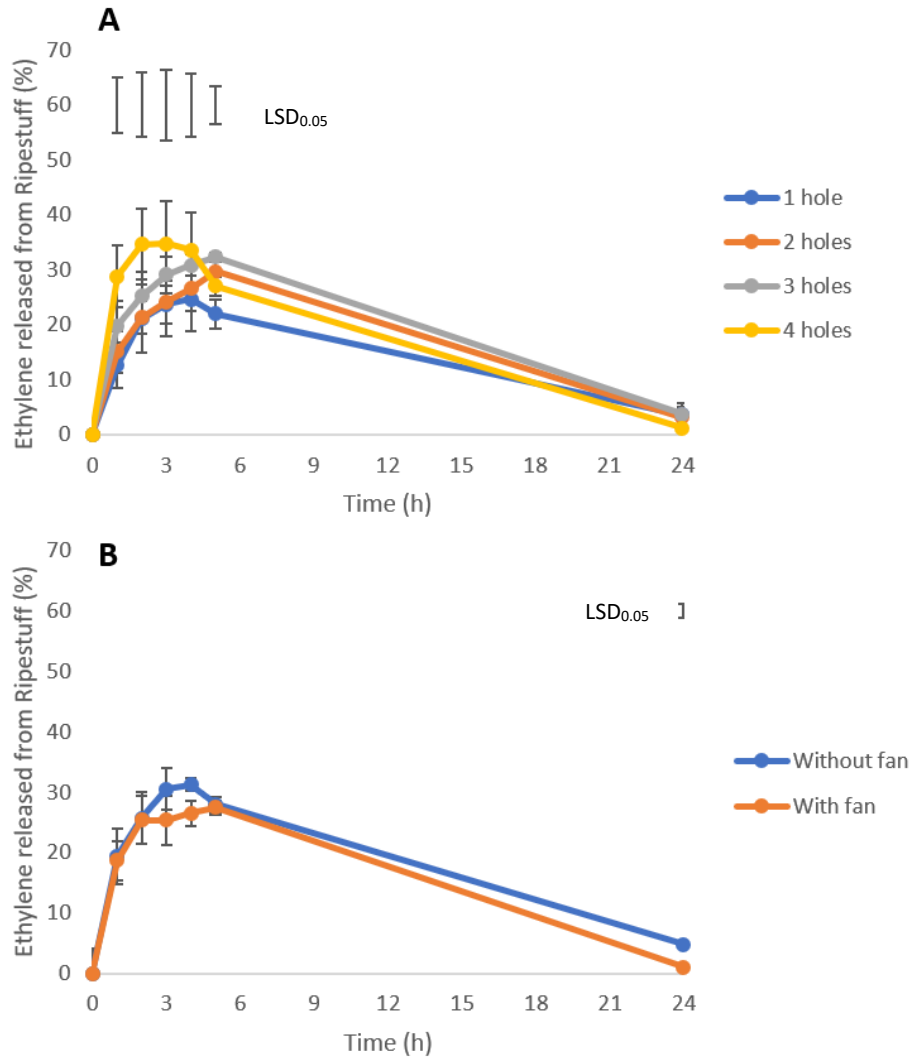 A
Ethylene released from Ripestuff (%)
70
60
50
40
30
20
10
0
LSD0.05
1 hole
2 holes
3 holes
4 holes
0 3 6 9 12 15 18 21 24
Time (h)
B
Ethylene released from Ripestuff (%)
70
60
50
40
30
20
10
0
LSD0.05
Without fan
With fan
0 3 6 9 12 15 18 21 24
Time (h)